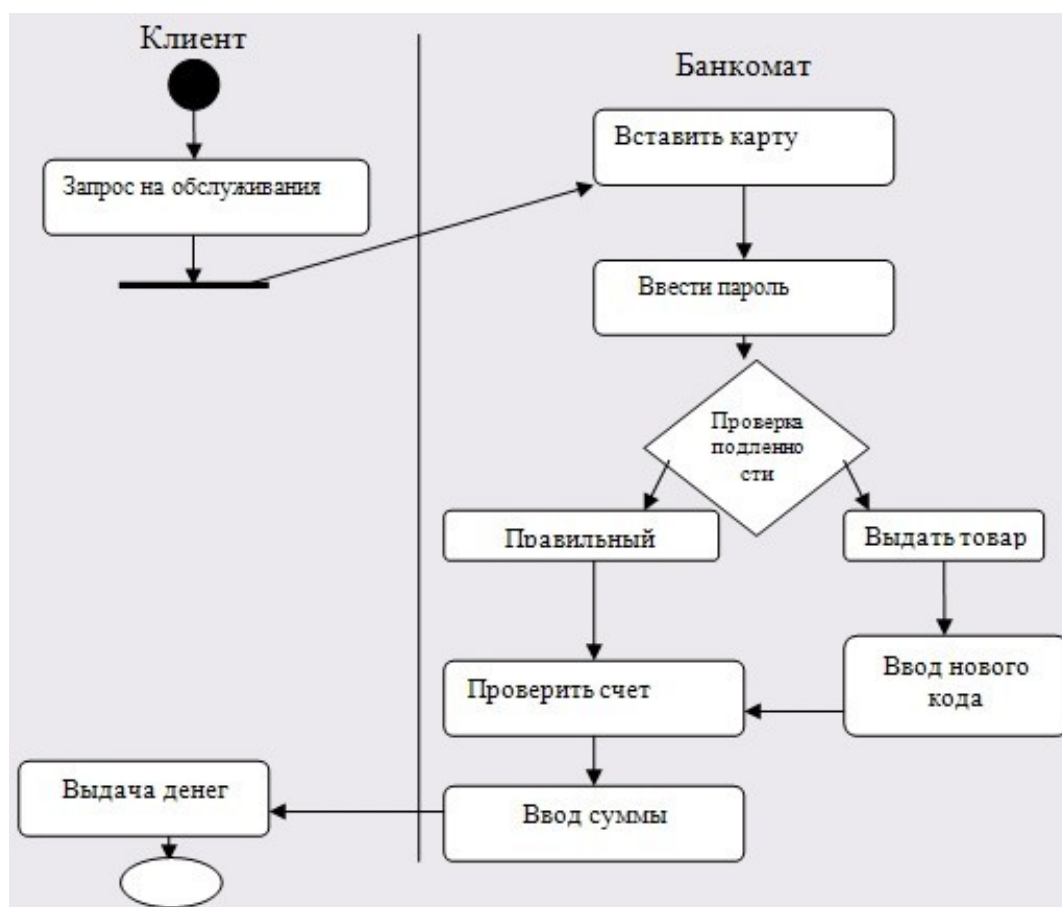 Клиент
Банкомат
Запрос на обслуживания
Вставить карту
Ввести пароль
Проверка
подленно
сти
Правильный
Выдать товар
Проверить счет
Ввод нового
кода
Выдача денег
Ввод суммы